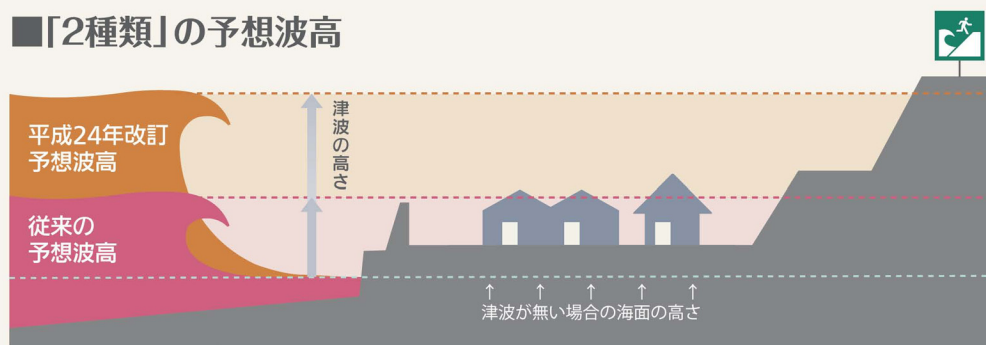 ■「2種類」の予想波高
平成24年改訂
予想波高
津波の高さ
従来の
予想波高
↑ ↑ ↑ ↑ ↑
津波が無い場合の海面の高さ